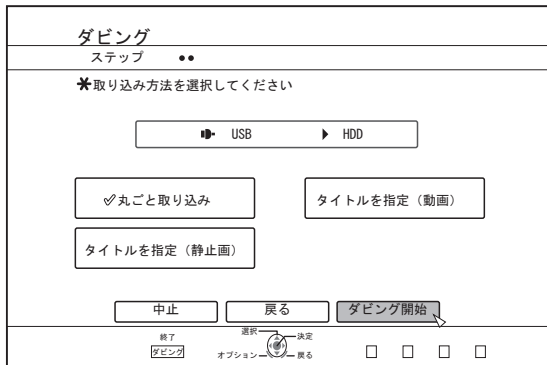 ダビング
ステップ ••
*取り込み方法を選択してください
USB ▶ HDD
✓丸ごと取り込み
タイトルを指定（動画）
タイトルを指定（静止画）
中止
戻る
ダビング開始
終了
ダビング
選択
決定
オプション
戻る